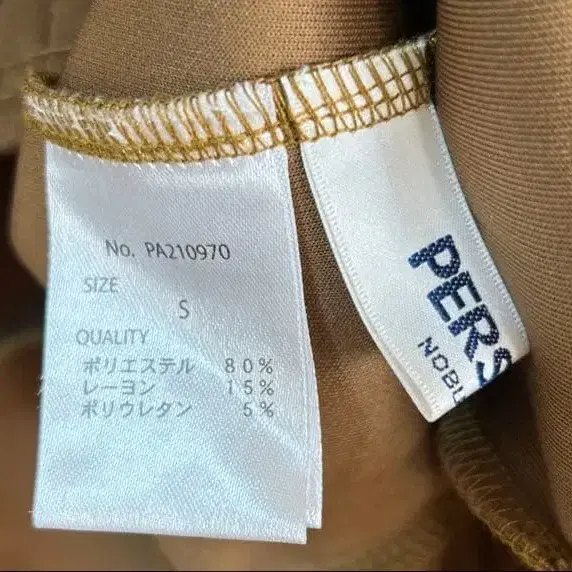 No. PA210970
SIZE
S
QUALITY
ポリエステル 80%
レーヨン 15%
ポリウレタン 5%
PERS
NOBU